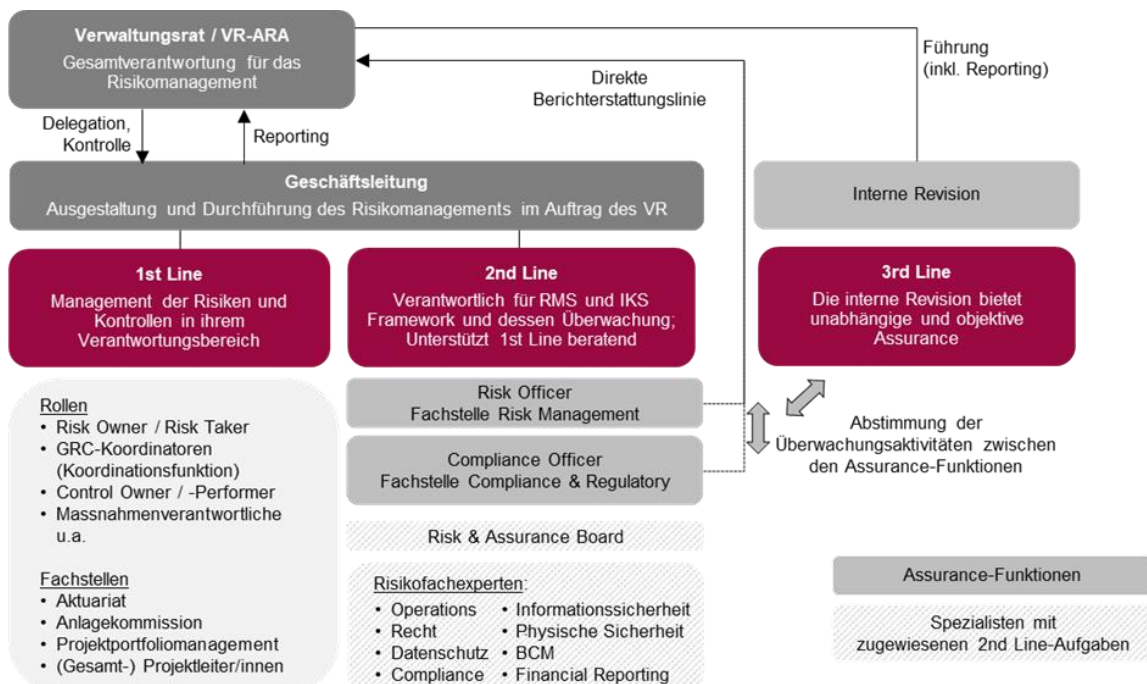 Verwaltungsrat / VR-ARA
Gesamtverantwortung für das
Risikomanagement
Direkte
Berichterstattungslinie
Führung
(inkl. Reporting)
Delegation,
Kontrolle
Reporting
Geschäftsleitung
Ausgestaltung und Durchführung des Risikomanagements im Auftrag des VR
Interne Revision
1st Line
Management der Risiken und
Kontrollen in ihrem
Verantwortungsbereich
2nd Line
Verantwortlich für RMS und IKS
Framework und dessen Überwachung;
Unterstützt 1st Line beratend
3rd Line
Die interne Revision bietet
unabhängige und objektive
Assurance
Rollen
• Risk Owner / Risk Taker
• GRC-Koordinatoren
(Koordinationsfunktion)
• Control Owner / -Performer
• Massnahmenverantwortliche
u.a.
Fachstellen
• Aktuariat
• Anlagekommission
• Projektportfoliomanagement
• (Gesamt-) Projektleiter/innen
Risk Officer
Fachstelle Risk Management
Compliance Officer
Fachstelle Compliance & Regulatory
Abstimmung der
Überwachungsaktivitäten zwischen
den Assurance-Funktionen
Risk & Assurance Board
Risikofachexperten:
• Operations
• Recht
• Datenschutz
• Compliance
• Informationssicherheit
• Physische Sicherheit
• BCM
• Financial Reporting
Assurance-Funktionen
Spezialisten mit
zugewiesenen 2nd Line-Aufgaben